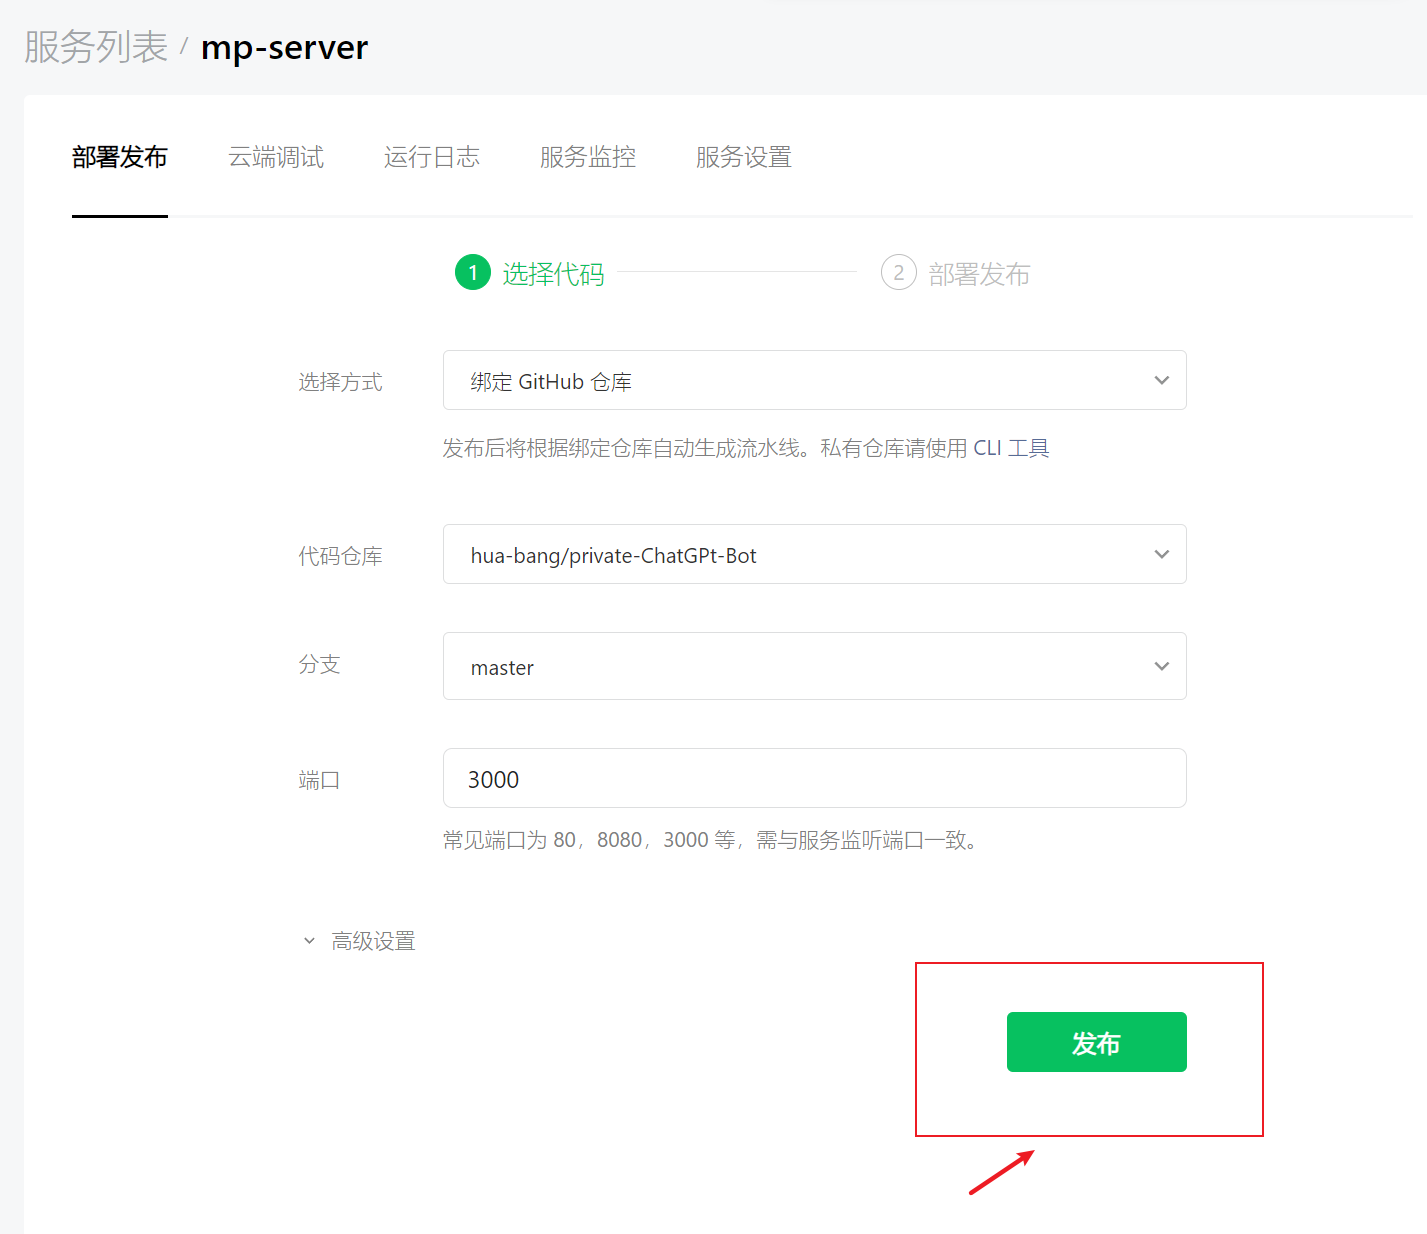 服务列表 / mp-server
部署发布 云端调试 运行日志 服务监控 服务设置
1 选择代码 2 部署发布
选择方式 绑定 GitHub 仓库
发布后将根据绑定仓库自动生成流水线。私有仓库请使用 CLI 工具
代码仓库 hua-bang/private-ChatGPt-Bot
分支 master
端口 3000
常见端口为 80，8080，3000 等，需与服务监听端口一致。
高级设置
发布